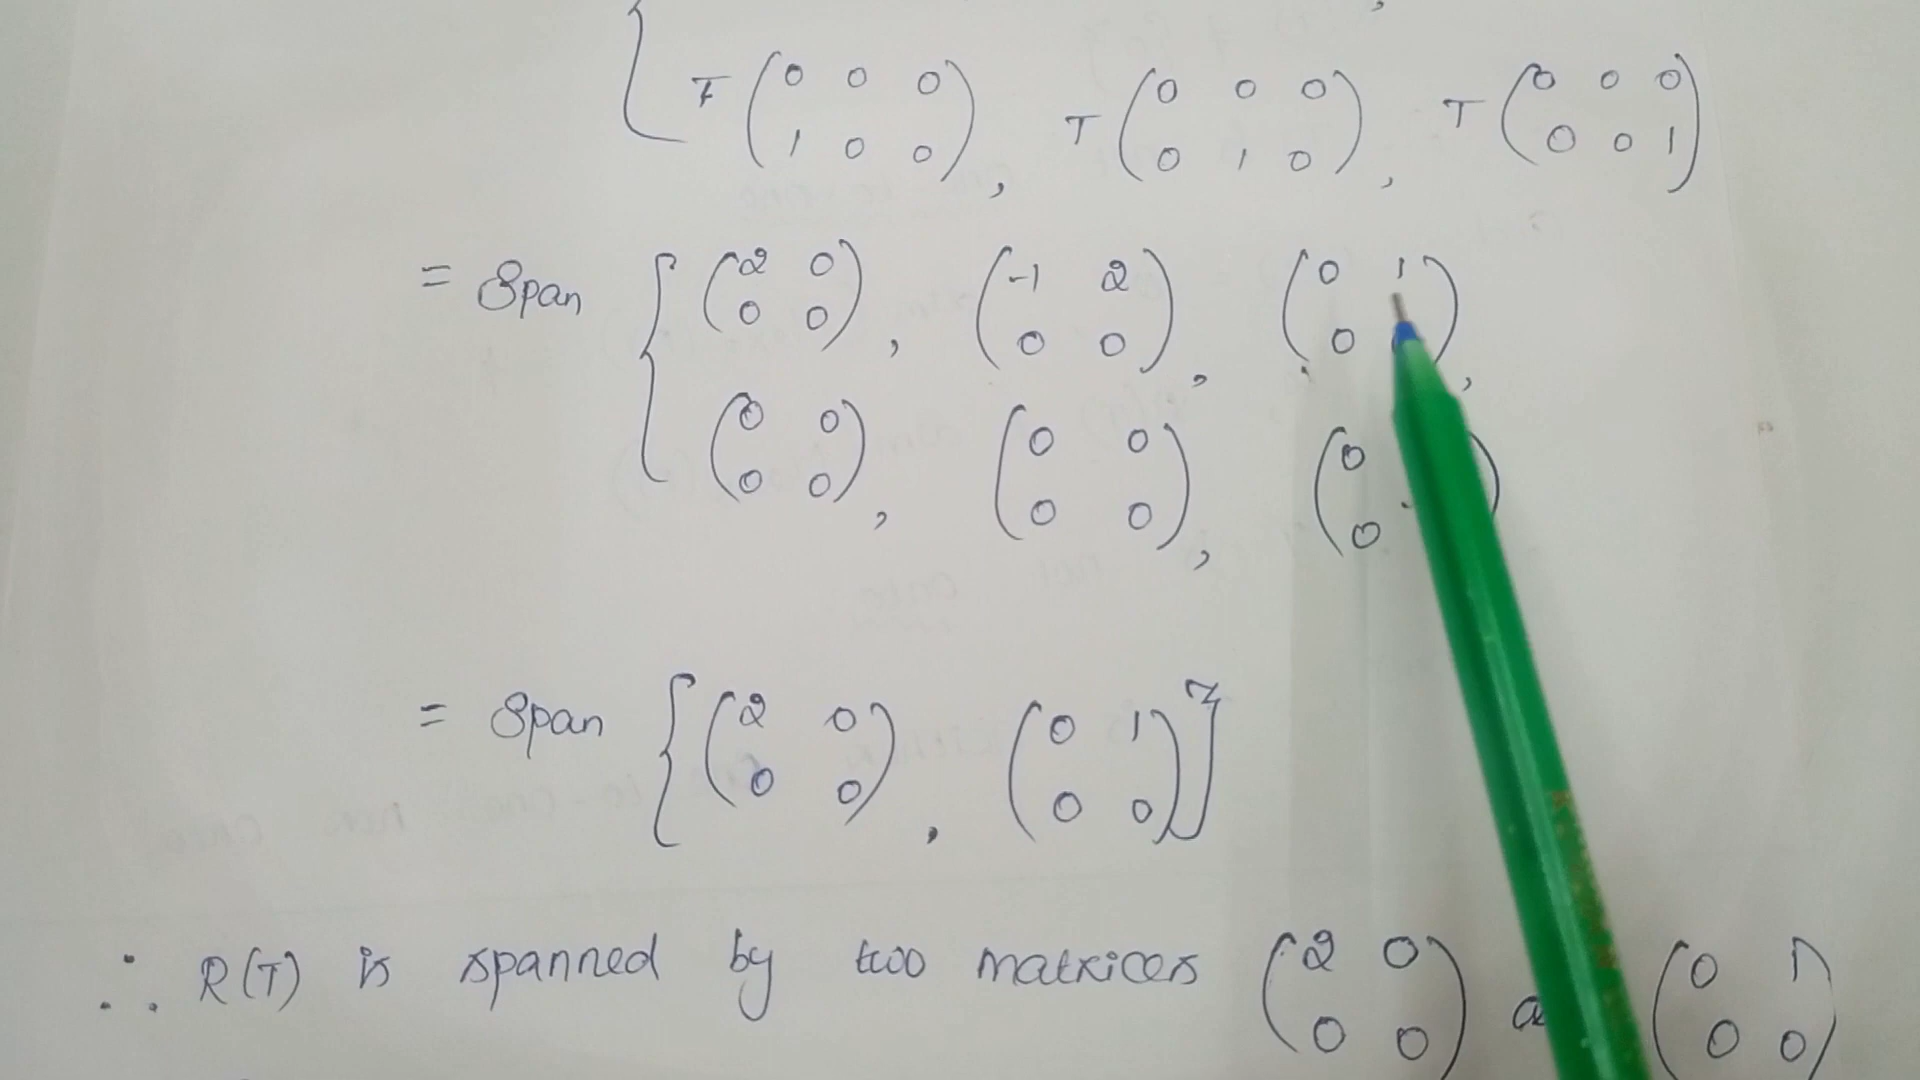 T(0 0 0
1 0 0), T(0 0 0
0 1 0), T(0 0 0
0 0 1)
= Span {(2 0
0 0), (-1 2
0 0), (0 1
0 ),
(0 0
0 0), (0 0
0 0), (0
0 )
= Span {(2 0
0 0), (0 1
0 0)}
∴ R(T) is spanned by two matrices (2 0
0 0) a (0 1
0 0)